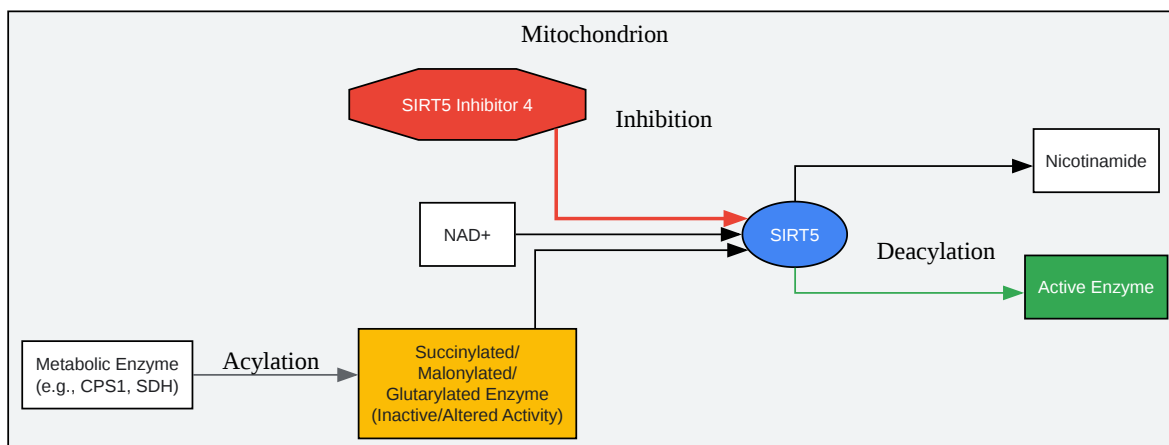 Mitochondrion
SIRT5 Inhibitor 4
Inhibition
Nicotinamide
NAD+
SIRT5
Deacylation
Active Enzyme
Metabolic Enzyme
(e.g., CPS1, SDH)
Acylation
Succinylated/
Malonylated/
Glutarylated Enzyme
(Inactive/Altered Activity)